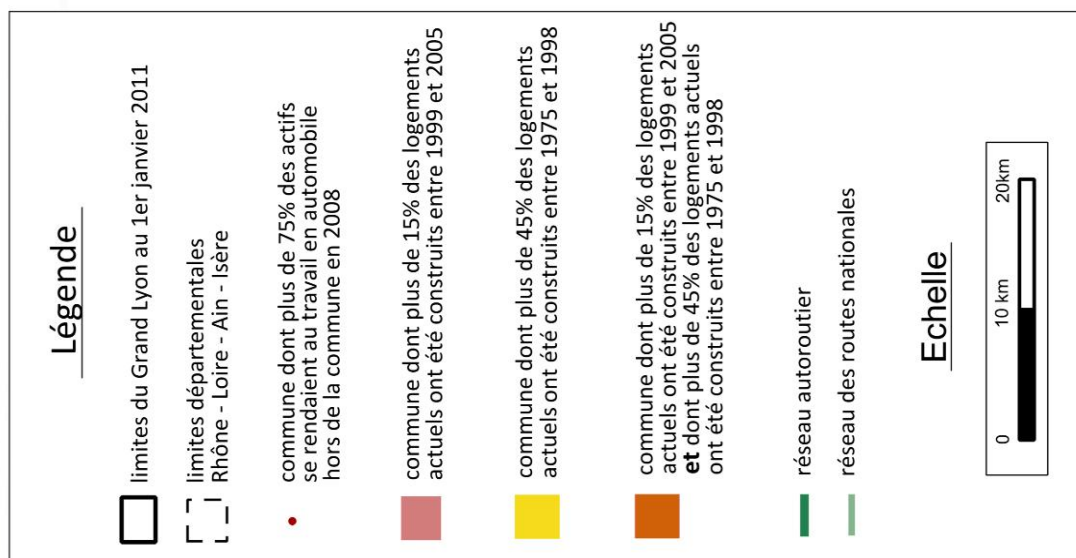 Légende
limites du Grand Lyon au 1er janvier 2011
limites départementales
Rhône - Loire - Ain - Isère
commune dont plus de 75% des actifs
se rendaient au travail en automobile
hors de la commune en 2008
commune dont plus de 15% des logements
actuels ont été construits entre 1999 et 2005
commune dont plus de 45% des logements
actuels ont été construits entre 1975 et 1998
commune dont plus de 15% des logements
actuels ont été construits entre 1999 et 2005
et dont plus de 45% des logements actuels
ont été construits entre 1975 et 1998
réseau autoroutier
réseau des routes nationales
Echelle
0 10 km 20km